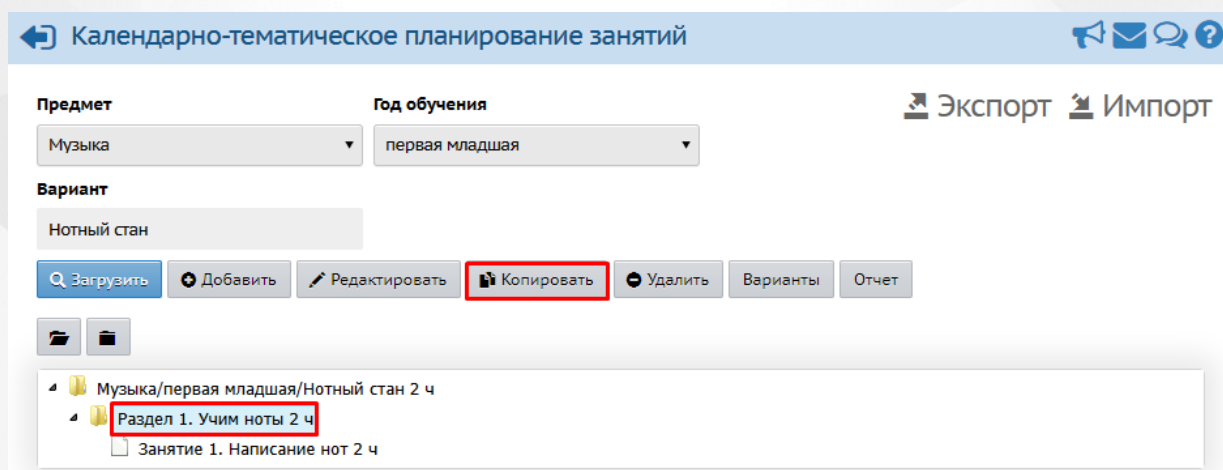 Календарно-тематическое планирование занятий
Предмет
Год обучения
Экспорт
Импорт
Музыка
первая младшая
Вариант
Нотный стан
Загрузить
Добавить
Редактировать
Копировать
Удалить
Варианты
Отчет
Музыка/первая младшая/Нотный стан 2 ч
Раздел 1. Учим ноты 2 ч
Занятие 1. Написание нот 2 ч